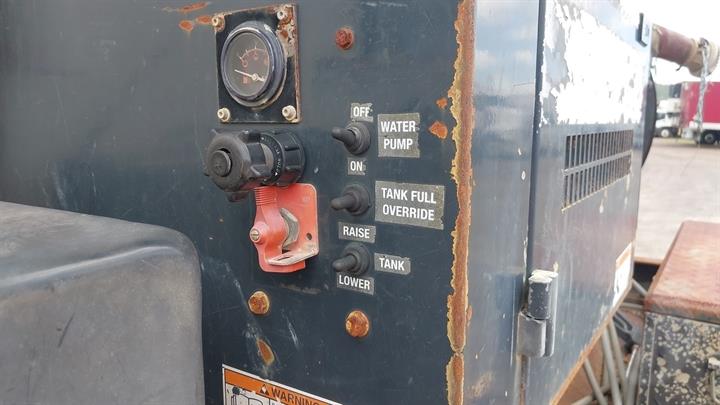 OFF
WATER
PUMP
ON
TANK FULL
OVERRIDE
RAISE
TANK
LOWER
WARNING